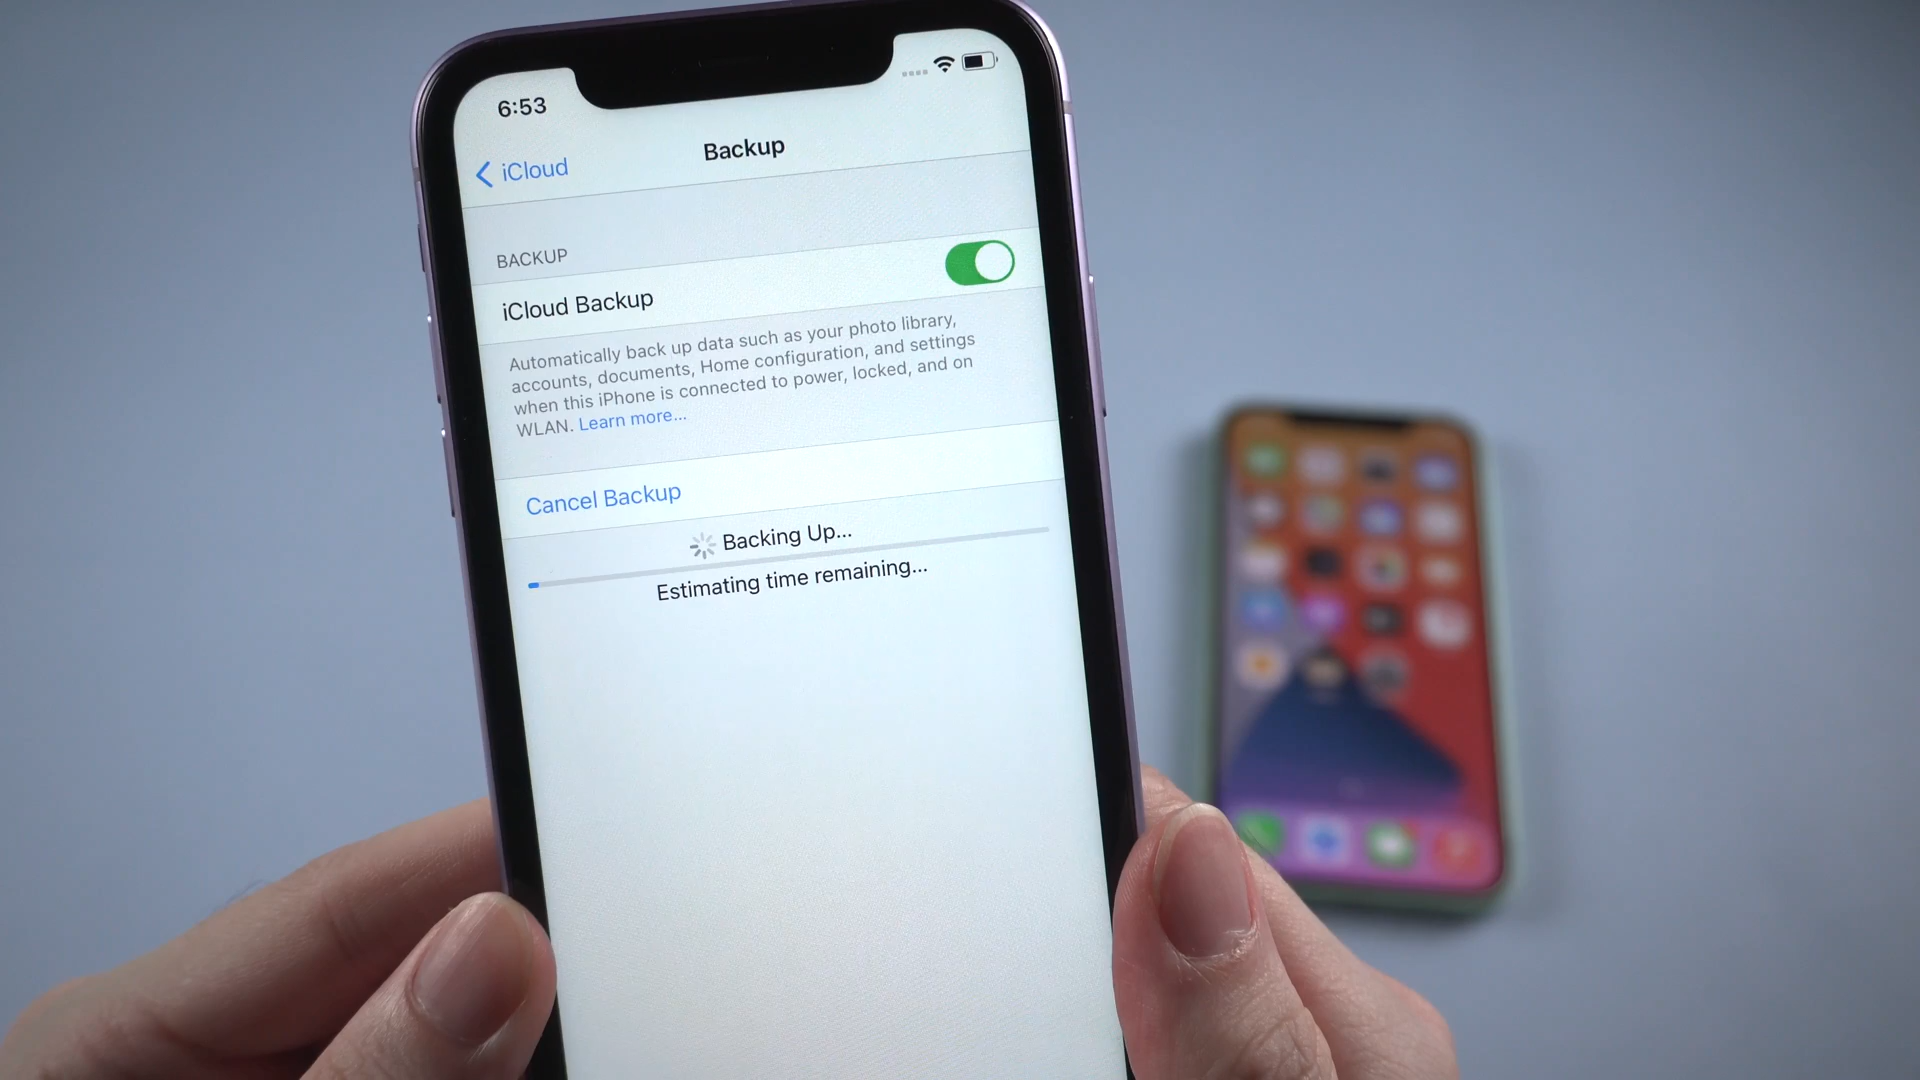 6:53
iCloud
Backup
BACKUP
iCloud Backup
Automatically back up data such as your photo library,
accounts, documents, Home configuration, and settings
when this iPhone is connected to power, locked, and on
WLAN. Learn more...
Cancel Backup
Backing Up...
Estimating time remaining...